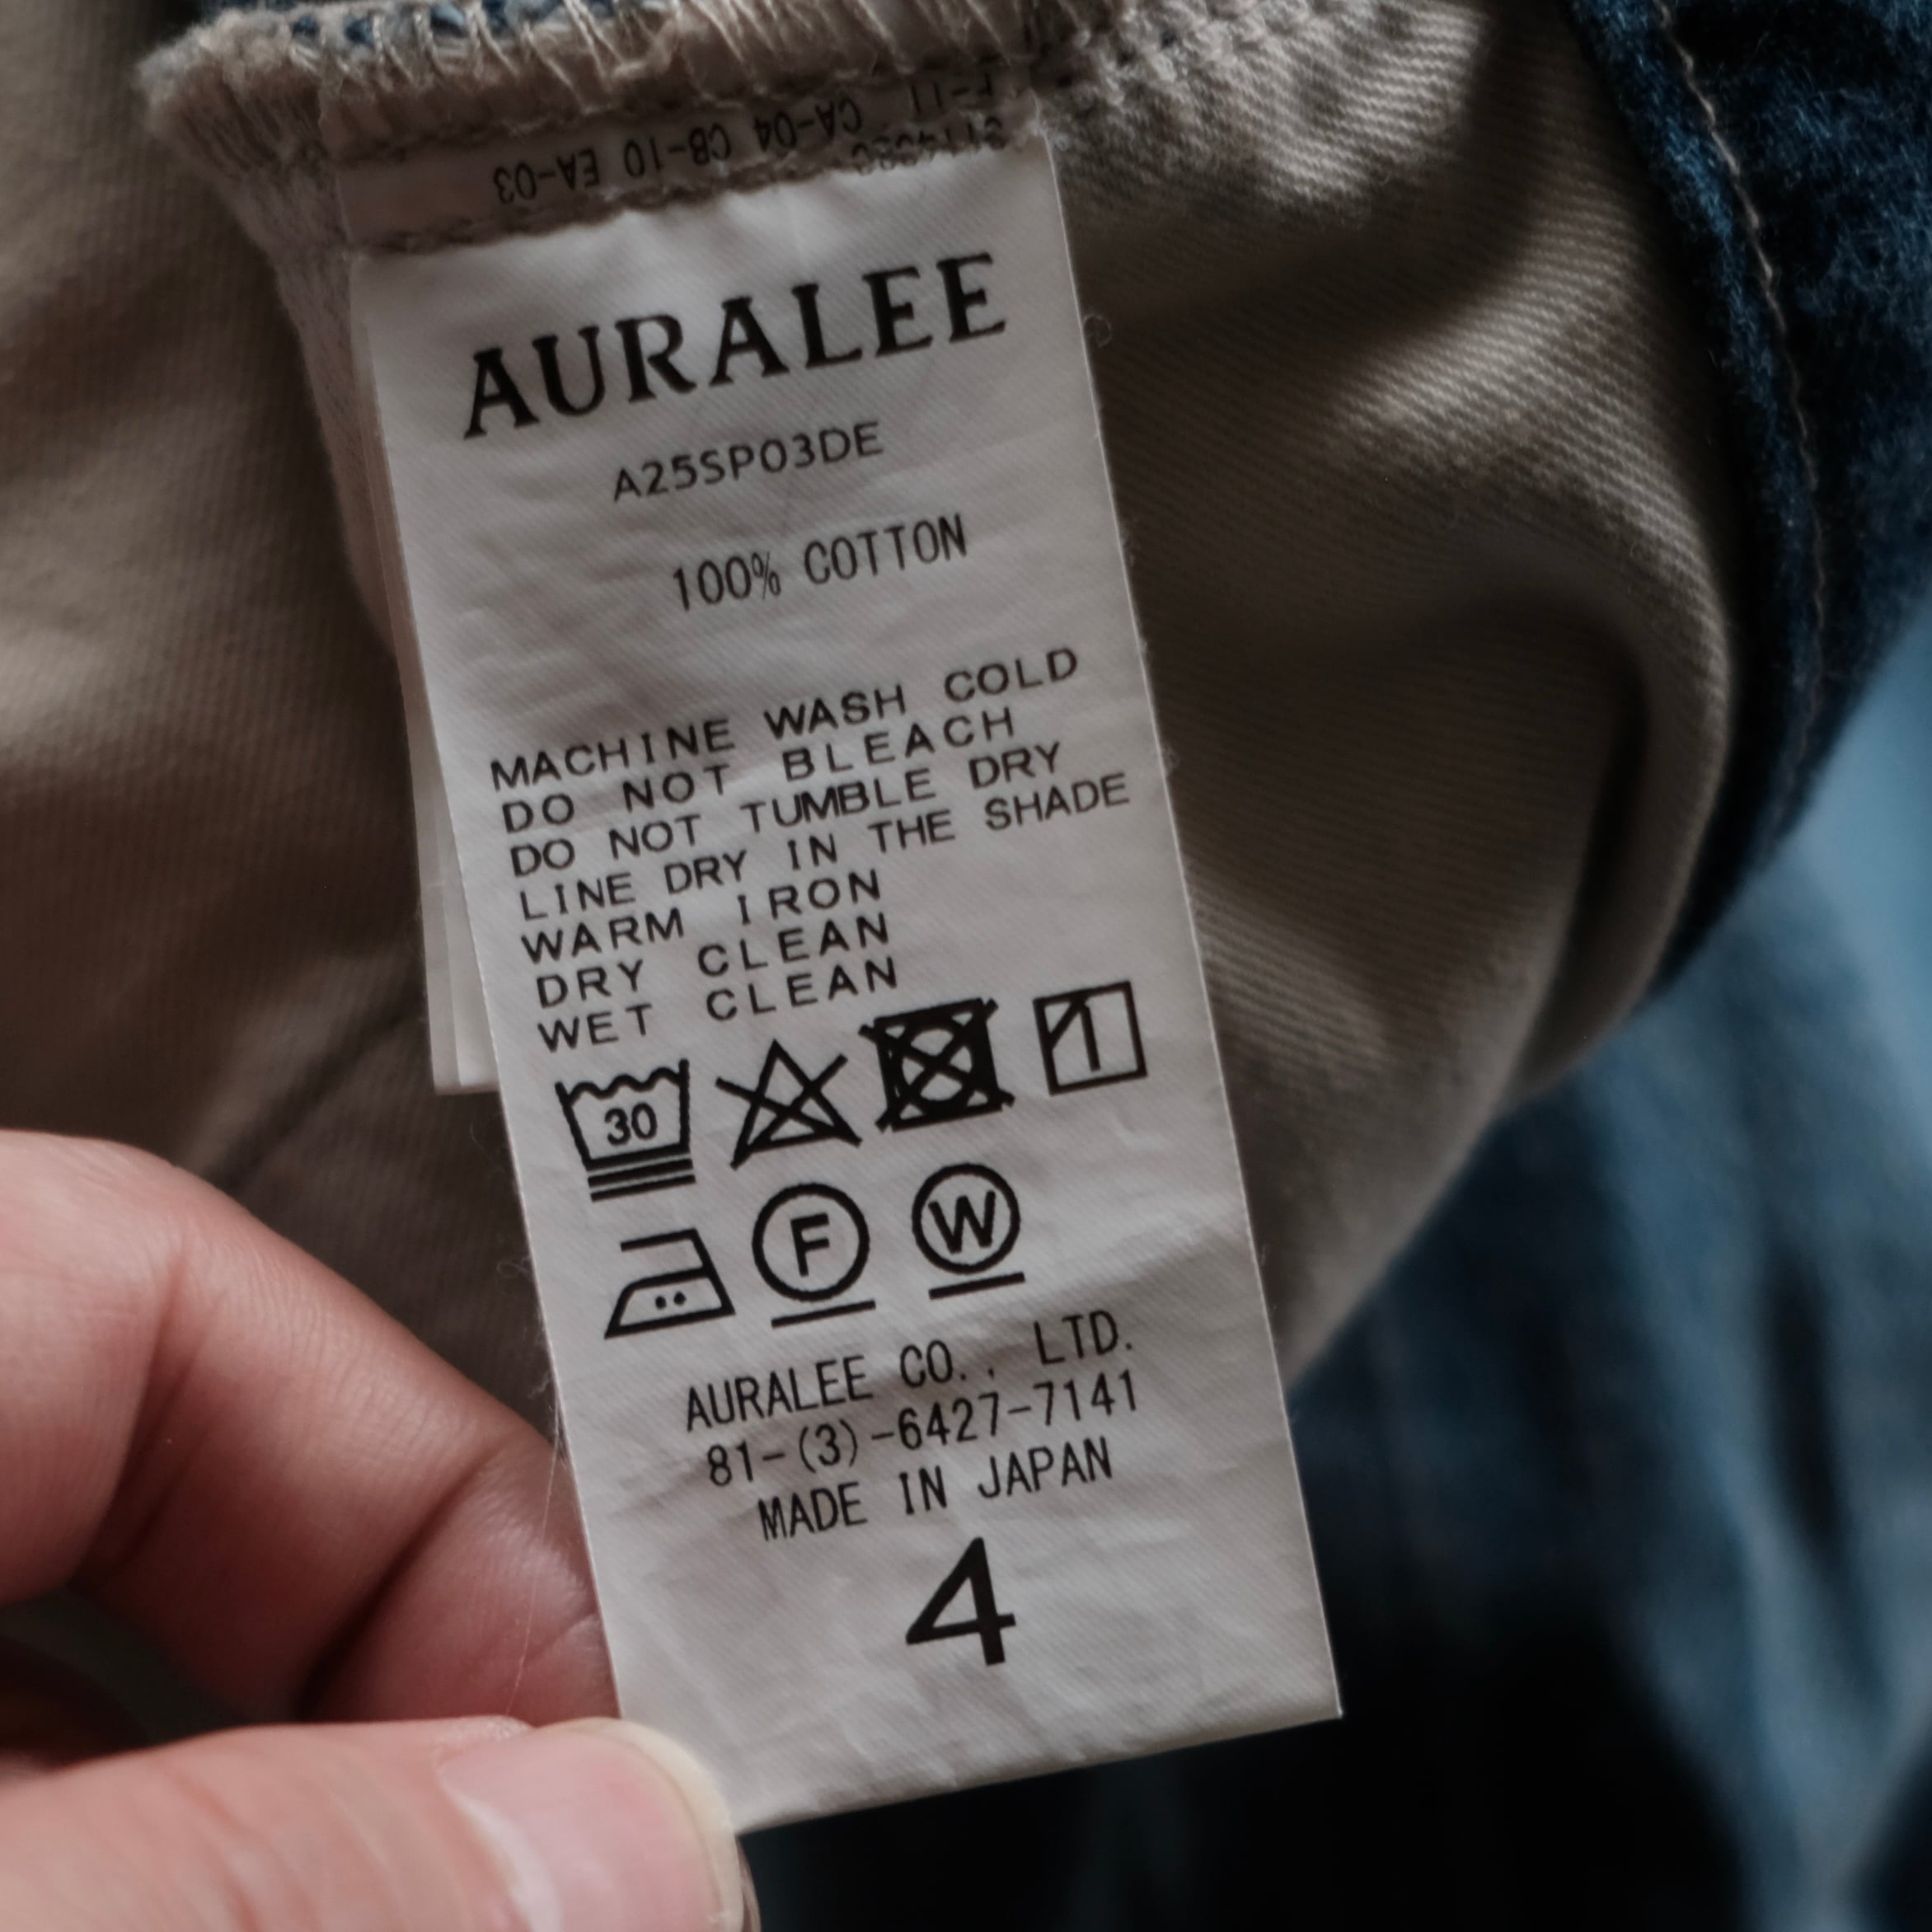 CA-04 CB-10 EA-03
AURALEE
A25SP03DE
100% COTTON
MACHINE WASH COLD
DO NOT BLEACH
DO NOT TUMBLE DRY
LINE DRY IN THE SHADE
WARM IRON
DRY CLEAN
WET CLEAN
30
F W
AURALEE CO., LTD.
81-(3)-6427-7141
MADE IN JAPAN
4